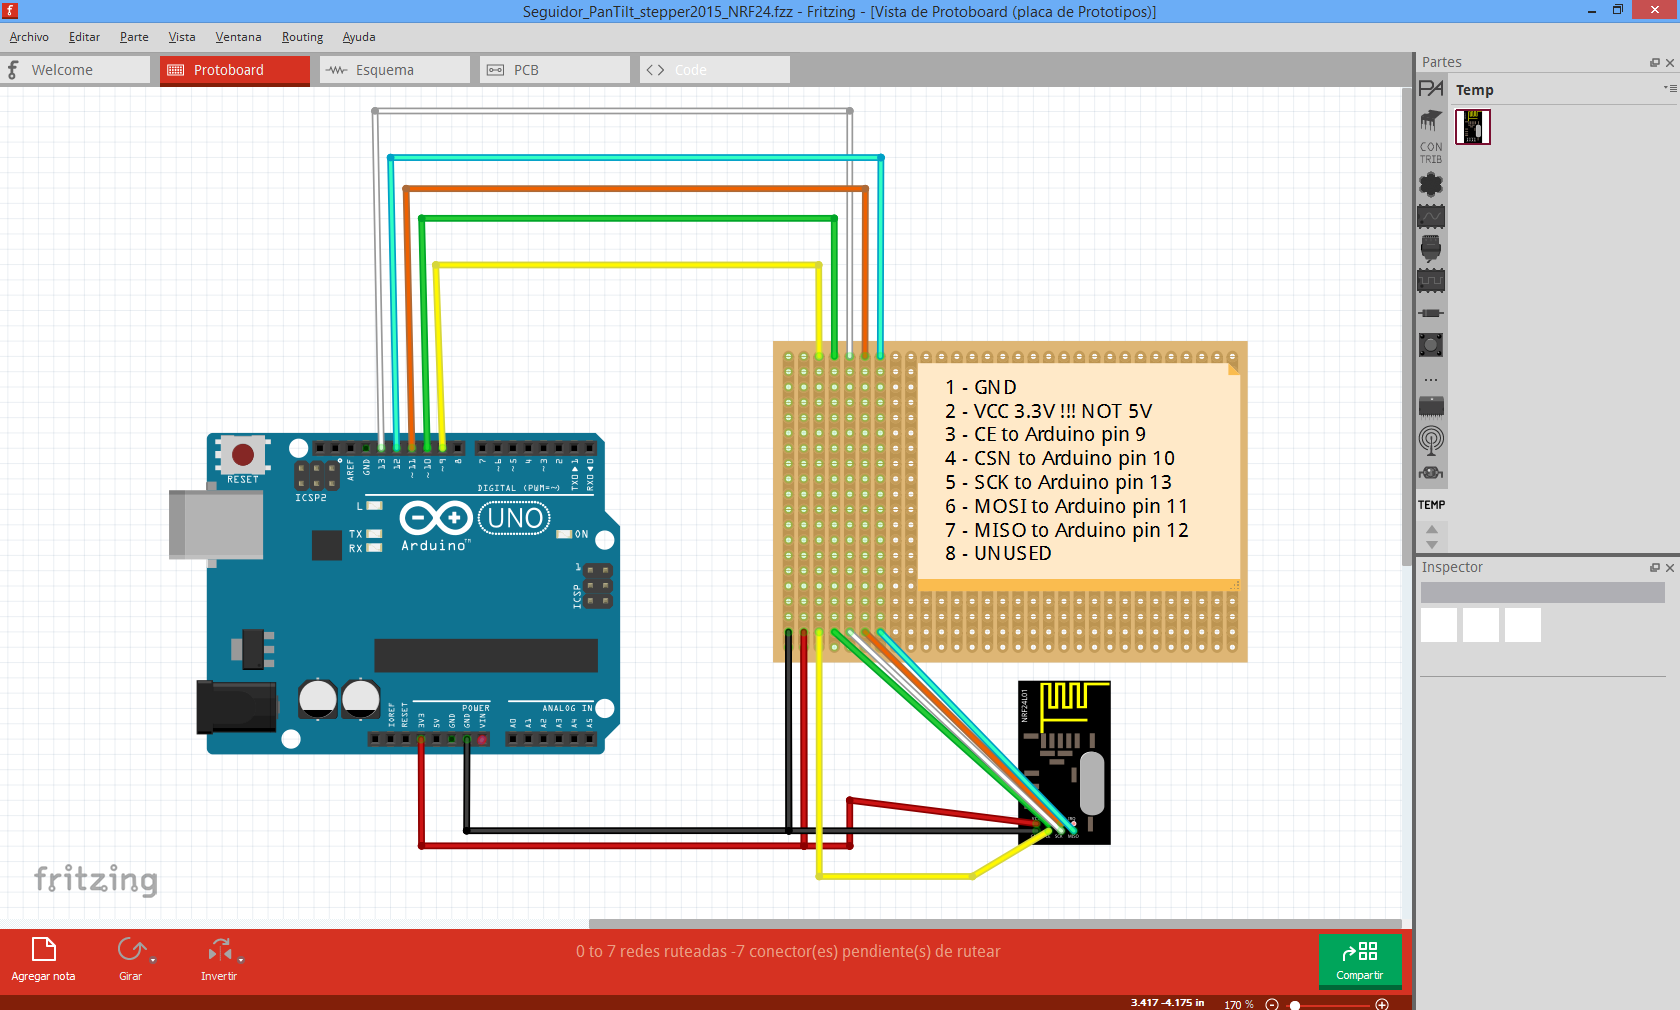 Seguidor_PanTilt_stepper2015_NRF24.fzz - Fritzing - [Vista de Protoboard (placa de Prototipos)]
Archivo Editar Parte Vista Ventana Routing Ayuda
Welcome Protoboard Esquema PCB Code
Partes
PA
Temp
CON
TRIB
1 - GND
2 - VCC 3.3V !!! NOT 5V
3 - CE to Arduino pin 9
4 - CSN to Arduino pin 10
5 - SCK to Arduino pin 13
6 - MOSI to Arduino pin 11
7 - MISO to Arduino pin 12
8 - UNUSED
RESET
ICSP2
AREF
GND
13
12
~11
~10
~9
8
7
~6
~5
4
~3
2
TX0 ▶ 1
RX0 ◀ 0
DIGITAL (PWM=~)
L
TX
RX
UNO
Arduino™
ON
1
ICSP
TEMP
Inspector
POWER
ANALOG IN
IOREF
RESET
3V3
5V
GND
GND
VIN
A0
A1
A2
A3
A4
A5
NRF24L01
SCK
MISO
IRQ
fritzing
Agregar nota
Girar
Invertir
0 to 7 redes ruteadas -7 conector(es) pendiente(s) de rutear
Compartir
3.417 -4.175 in
170 %